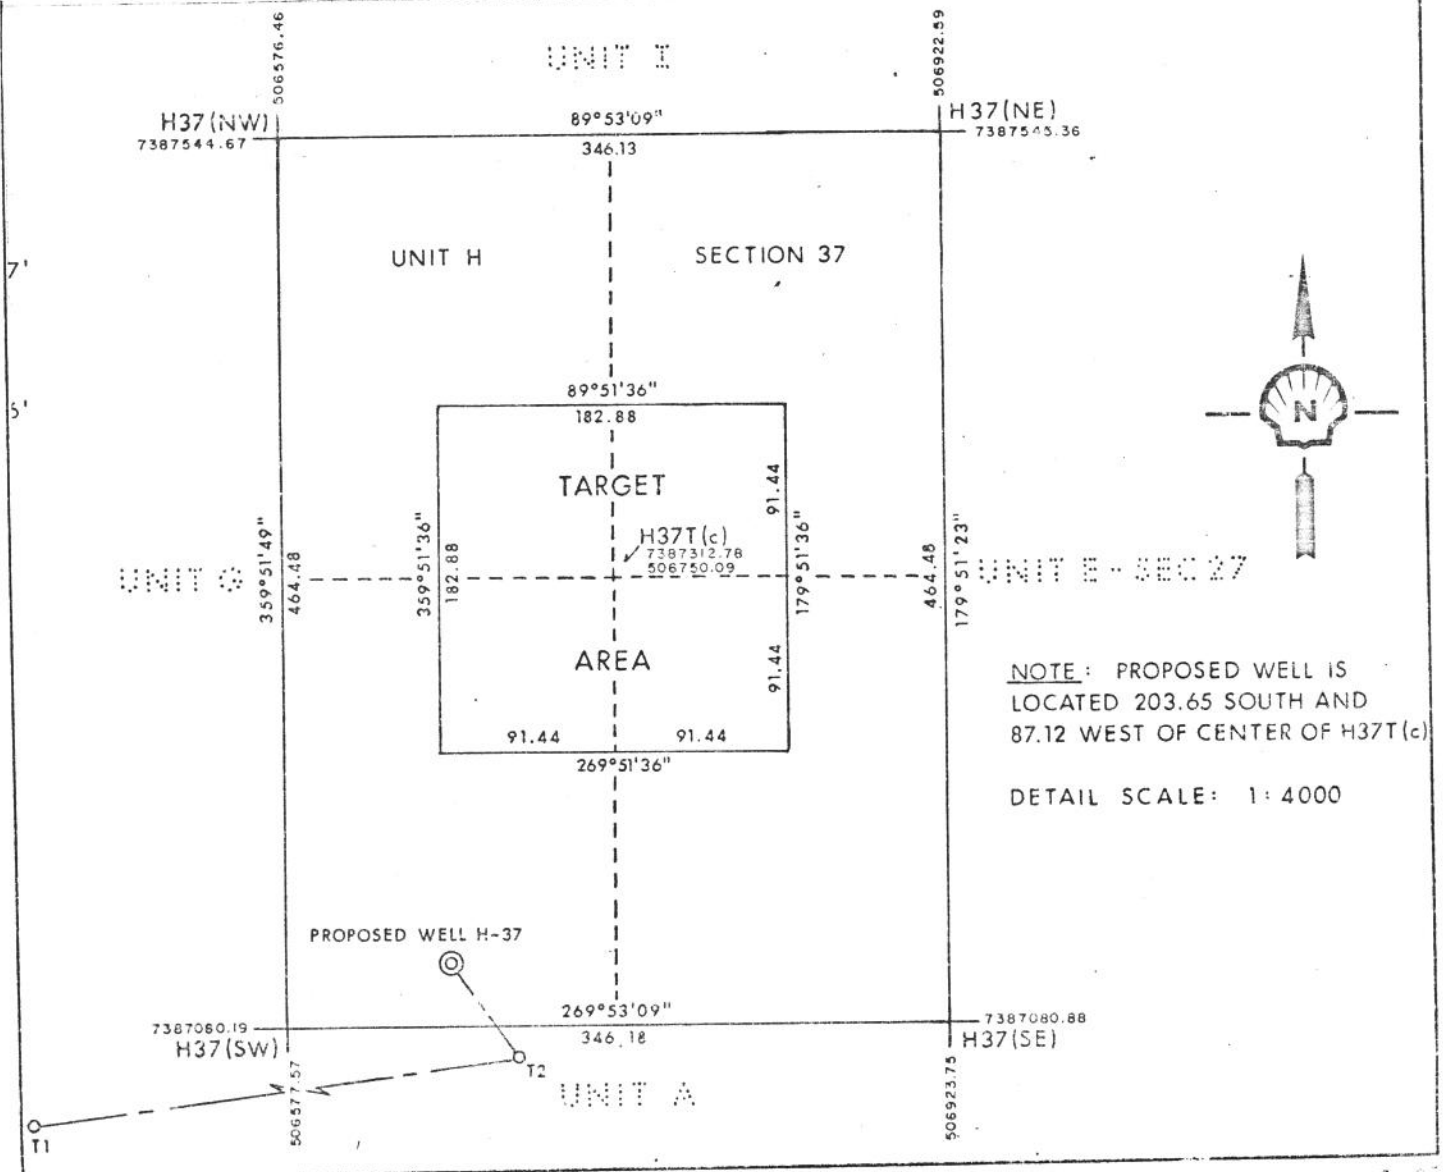 506576.46
506922.59
UNIT I
H37(NW)
7387544.67
89°53'09"
346.13
H37(NE)
7387545.36
7'
UNIT H
SECTION 37
89°51'36"
182.88
N
TARGET
91.44
H37T(c)
7387312.78
506750.09
359°51'49"
464.48
359°51'36"
182.88
179°51'36"
464.48
179°51'23"
UNIT G
UNIT E - SEC 27
AREA
91.44
91.44
91.44
269°51'36"
NOTE: PROPOSED WELL IS
LOCATED 203.65 SOUTH AND
87.12 WEST OF CENTER OF H37T(c)
DETAIL SCALE: 1:4000
PROPOSED WELL H-37
7387080.19
H37(SW)
269°53'09"
346.18
7387080.88
H37(SE)
506577.57
T2
UNIT A
506923.75
T1